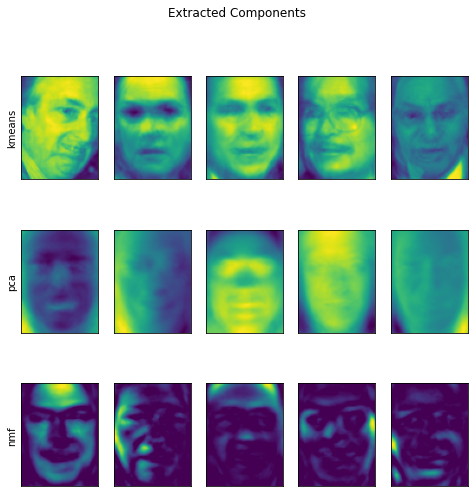 Extracted Components
kmeans
pca
nmf